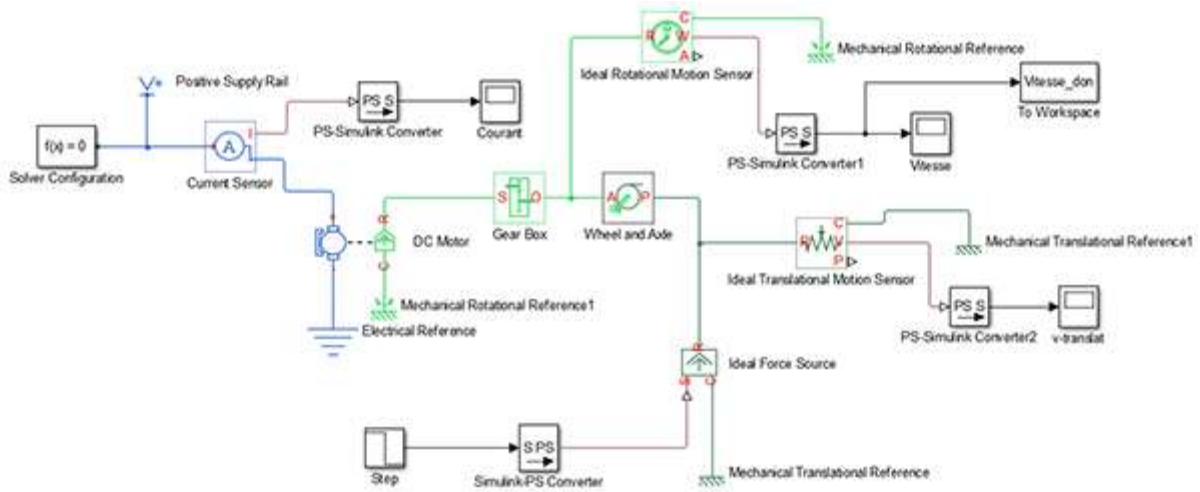 C
R
W
A
Mechanical Rotational Reference
Ideal Rotational Motion Sensor
V+
Positive Supply Rail
PS S
PS-Simulink Converter
Courant
Vitesse_don
To Workspace
f(x) = 0
Solver Configuration
I
A
Current Sensor
PS S
PS-Simulink Converter1
Vitesse
R
DC Motor
C
S
O
Gear Box
A
P
Wheel and Axle
C
R
V
P
Mechanical Translational Reference1
Ideal Translational Motion Sensor
Mechanical Rotational Reference1
Electrical Reference
PS S
PS-Simulink Converter2
v-translat
R
S
C
Ideal Force Source
Step
S PS
Simulink-PS Converter
Mechanical Translational Reference